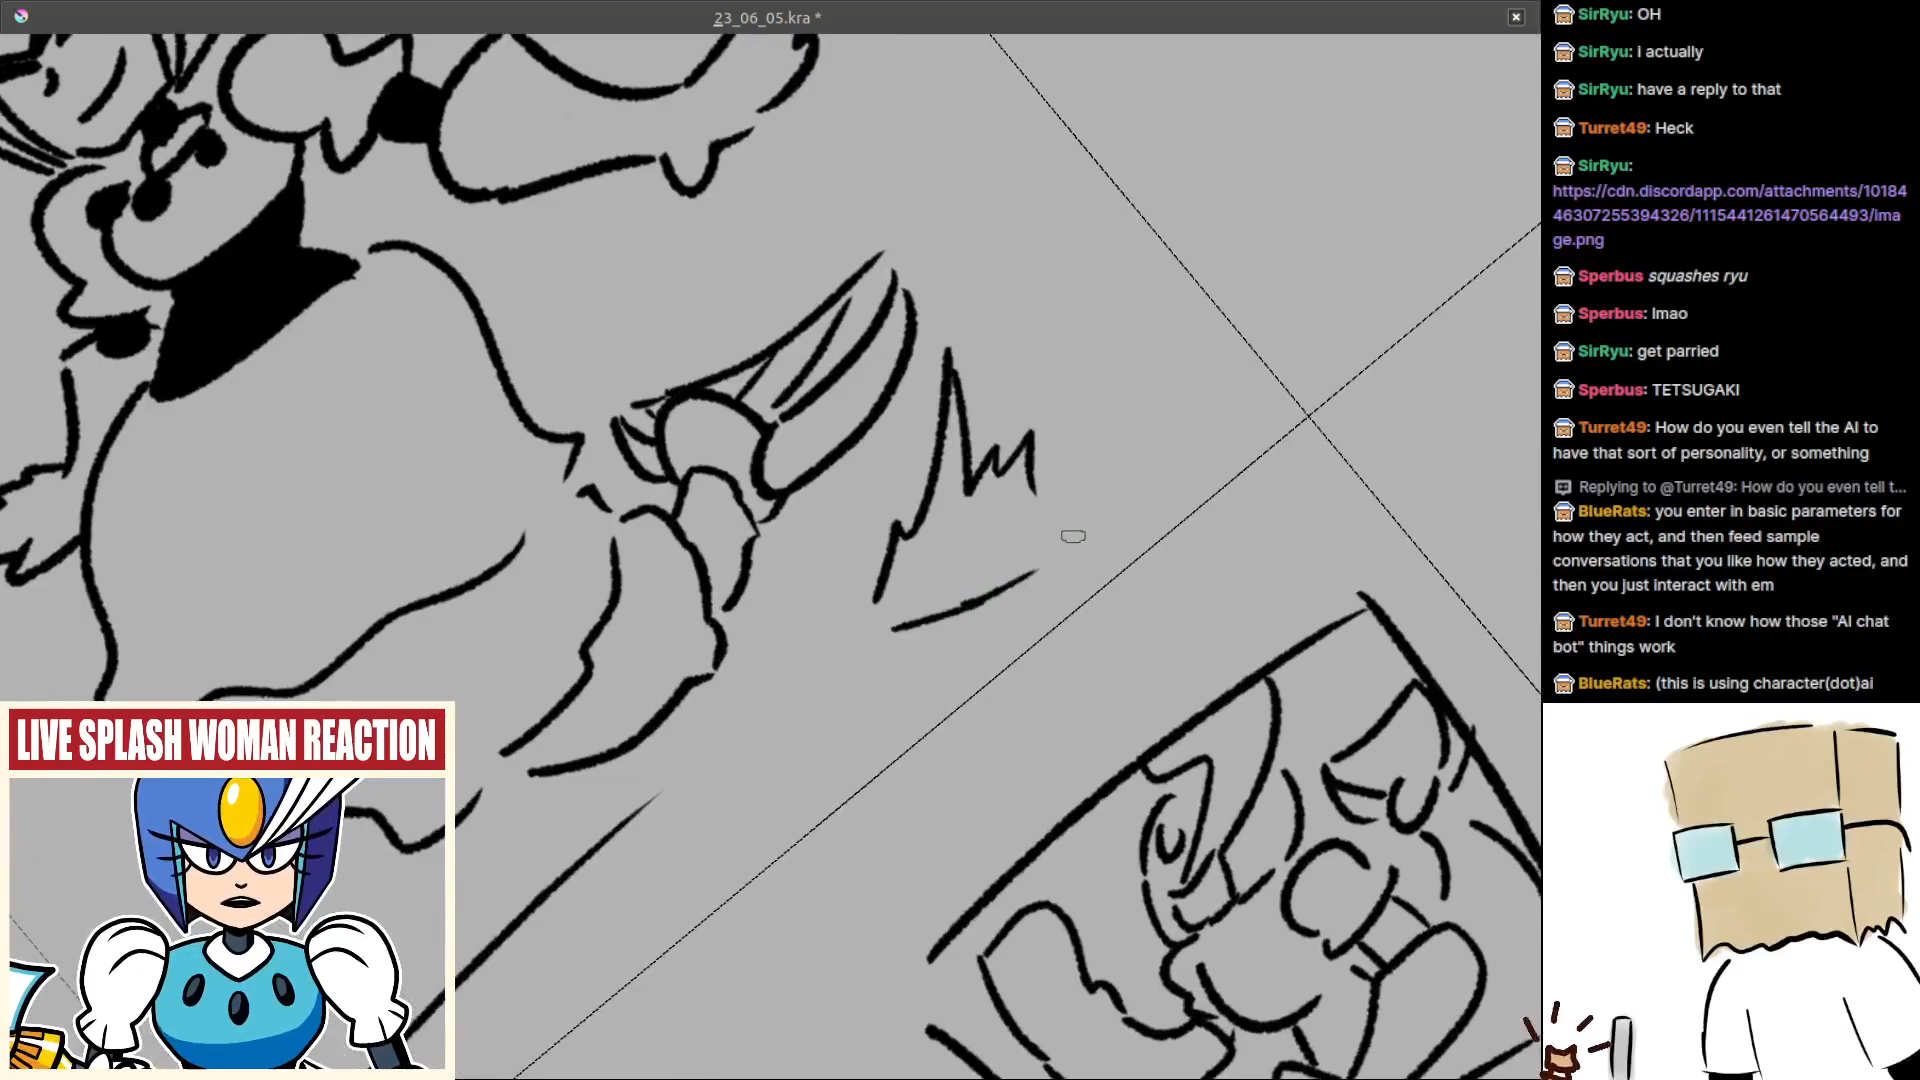 23_06_05.kra *
SirRyu: OH
SirRyu: i actually
SirRyu: have a reply to that
Turret49: Heck
SirRyu:
https://cdn.discordapp.com/attachments/10184
46307255394326/1115441261470564493/ima
ge.png
Sperbus squashes ryu
Sperbus: lmao
SirRyu: get parried
Sperbus: TETSUGAKI
Turret49: How do you even tell the AI to
have that sort of personality, or something
Replying to @Turret49: How do you even tell t...
BlueRats: you enter in basic parameters for
how they act, and then feed sample
conversations that you like how they acted, and
then you just interact with em
Turret49: I don't know how those "AI chat
bot" things work
BlueRats: (this is using character(dot)ai
LIVE SPLASH WOMAN REACTION